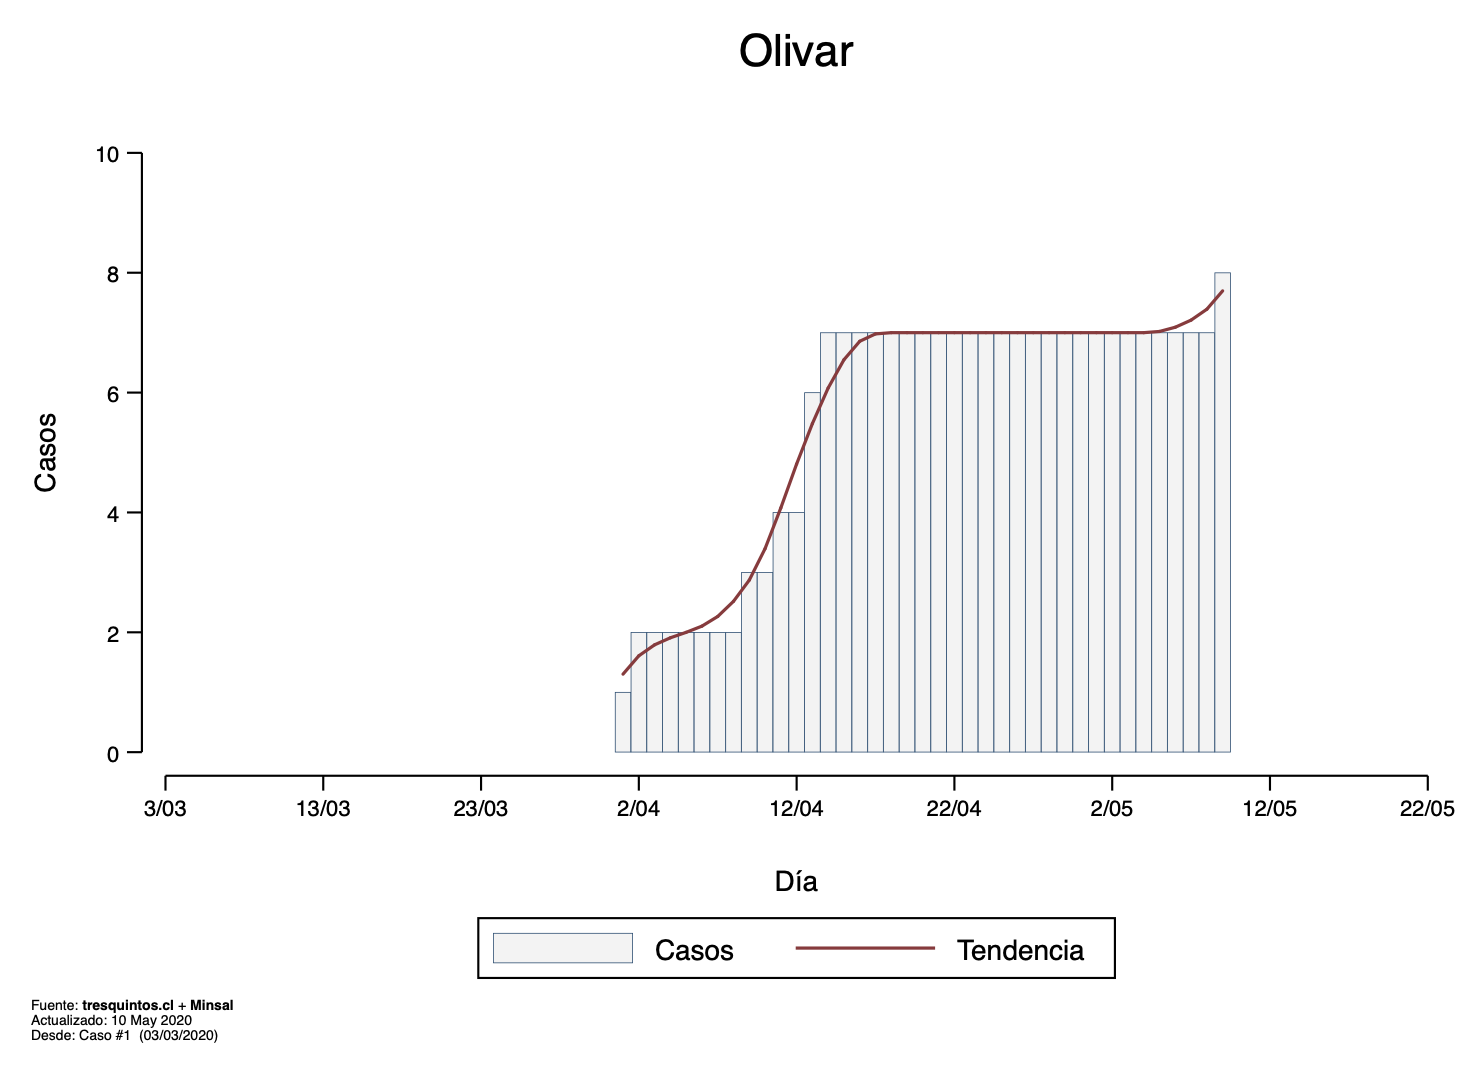 Olivar
10
8
6
4
2
0
Casos
3/03 13/03 23/03 2/04 12/04 22/04 2/05 12/05 22/05
Día
Casos Tendencia
Fuente: tresquintos.cl + Minsal
Actualizado: 10 May 2020
Desde: Caso #1 (03/03/2020)